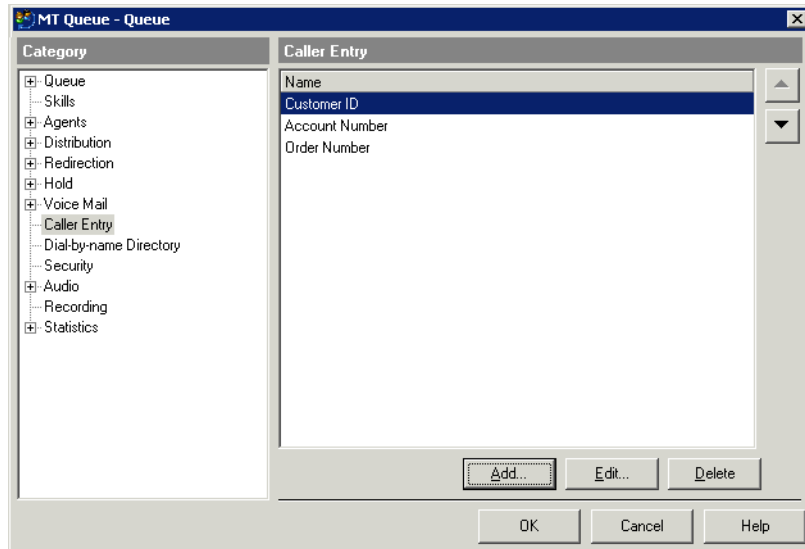 MT Queue - Queue
Category
Queue
Skills
Agents
Distribution
Redirection
Hold
Voice Mail
Caller Entry
Dial-by-name Directory
Security
Audio
Recording
Statistics
Caller Entry
Name
Customer ID
Account Number
Order Number
Add... Edit... Delete
OK Cancel Help